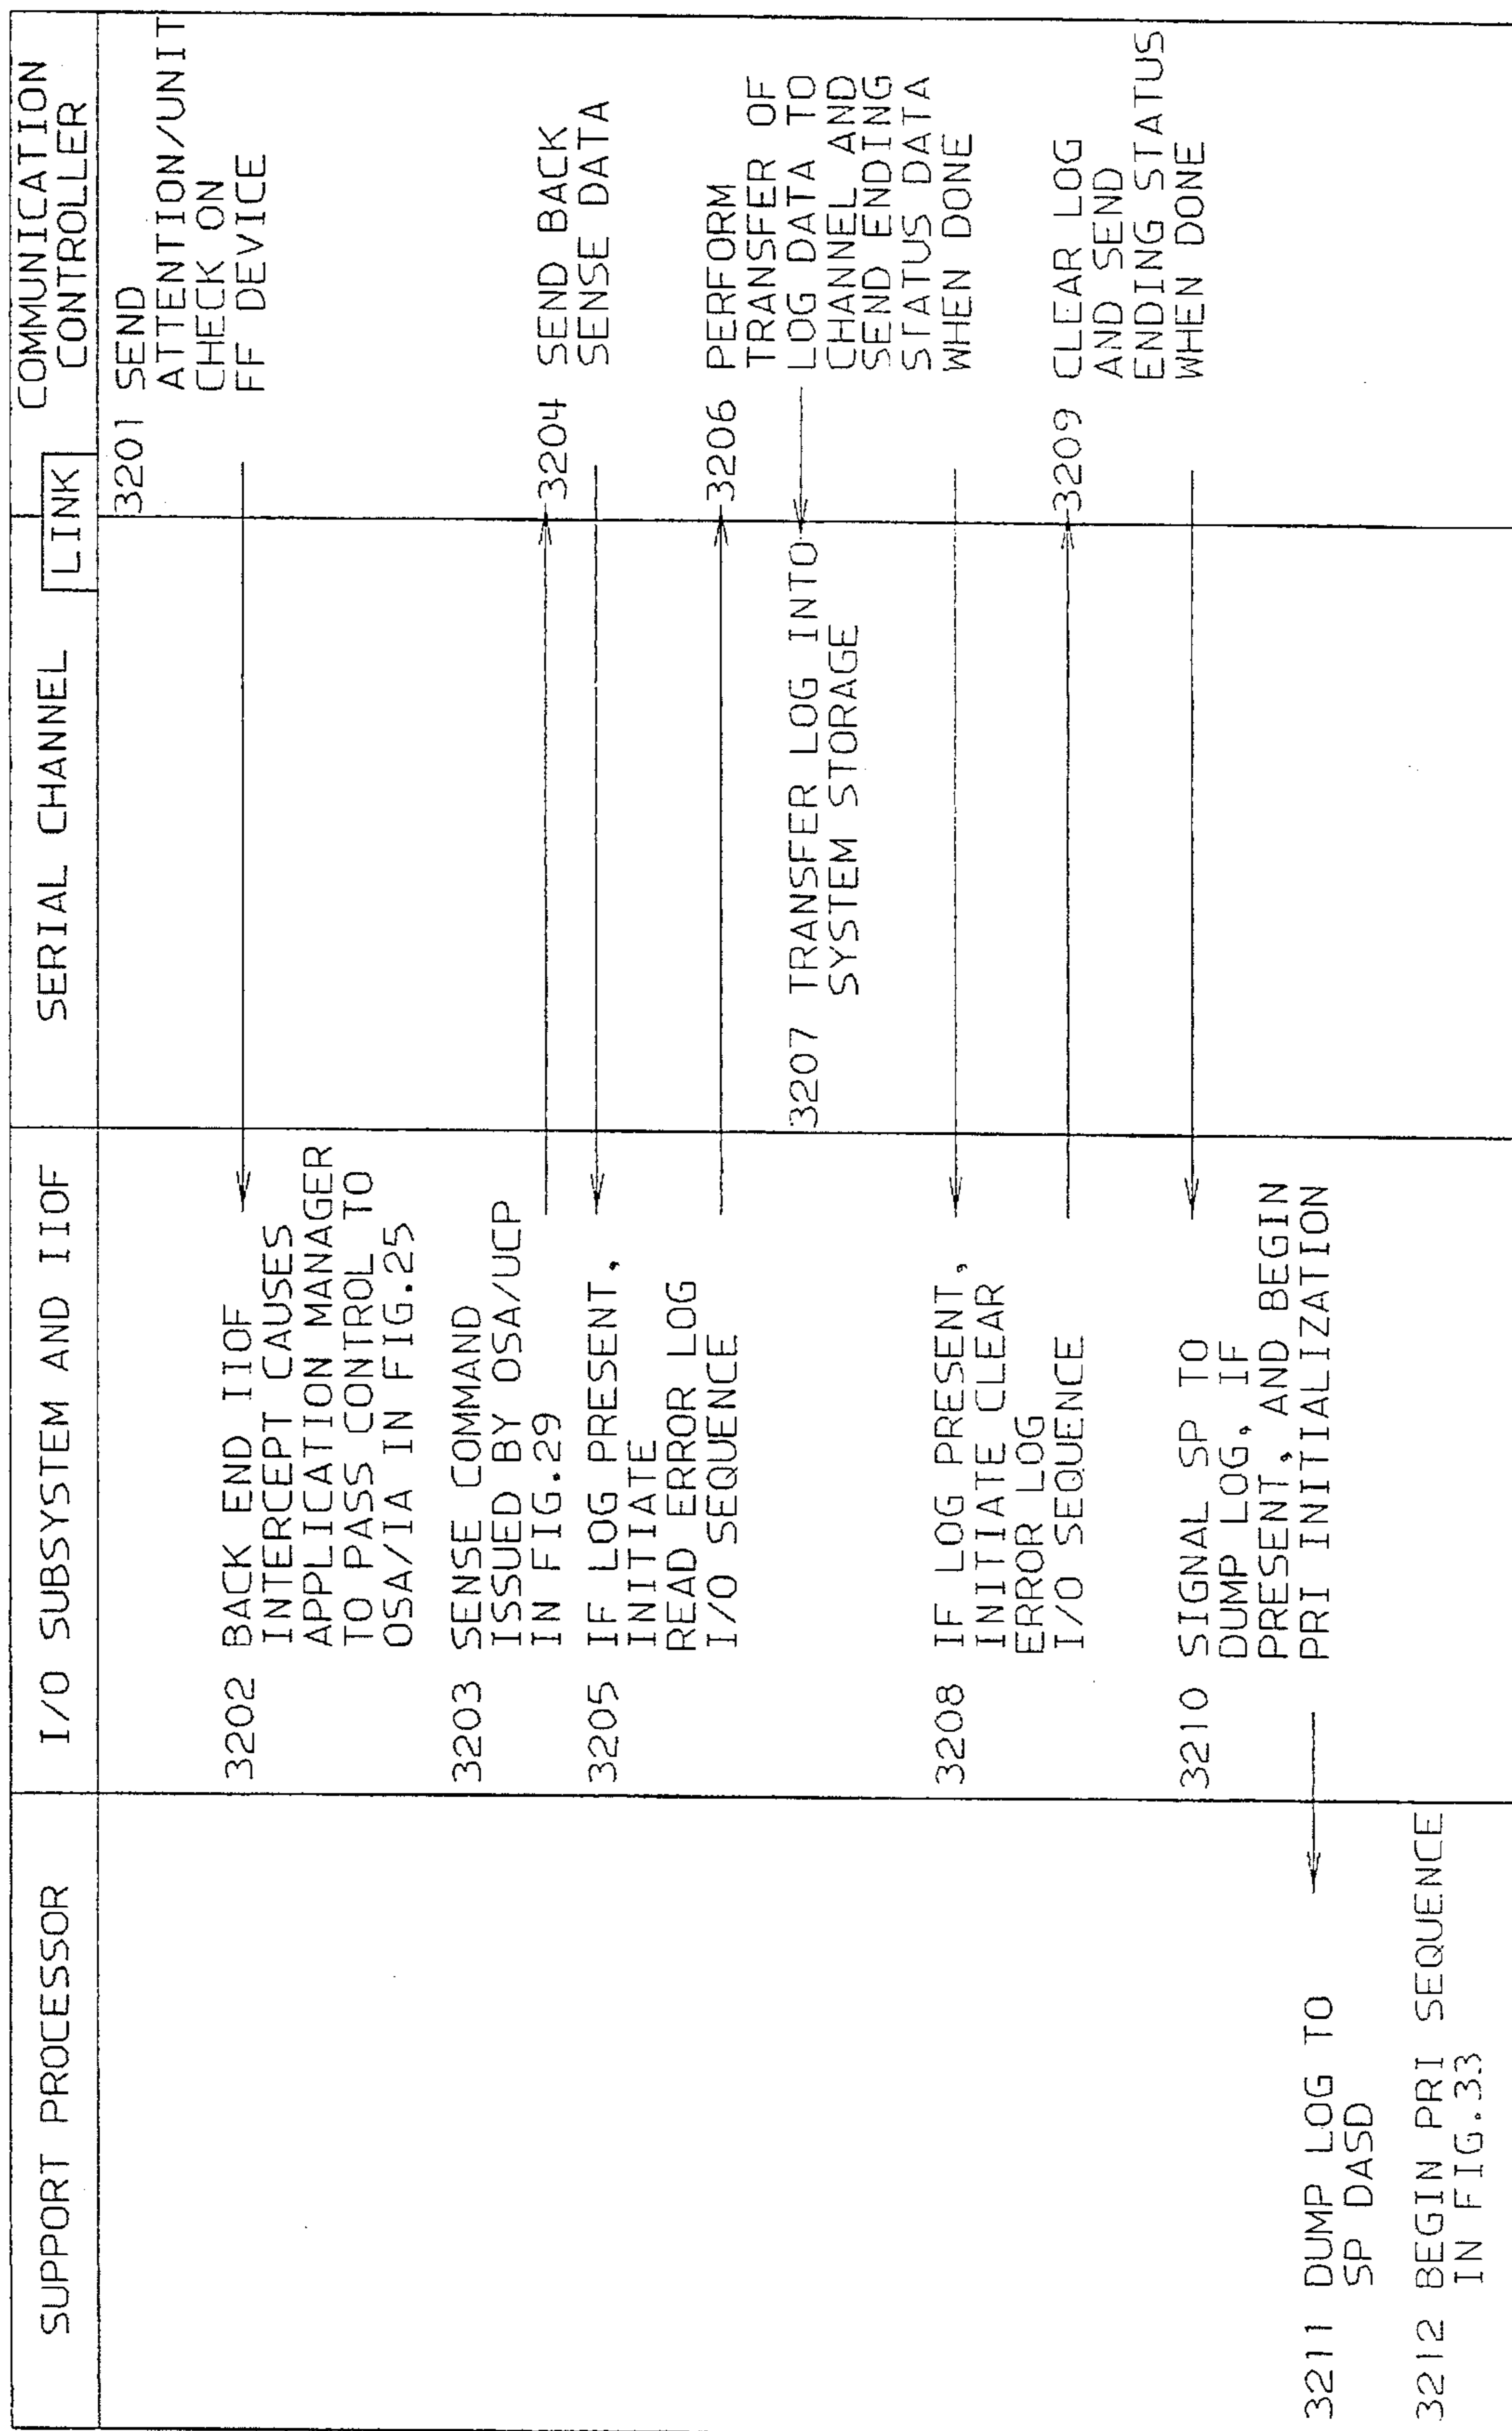 SUPPORT PROCESSOR
I/O SUBSYSTEM AND IIOF
SERIAL CHANNEL
LINK
COMMUNICATION
CONTROLLER
3201 SEND
ATTENTION/UNIT
CHECK ON
FF DEVICE
3202 BACK END IIOF
INTERCEPT CAUSES
APPLICATION MANAGER
TO PASS CONTROL TO
OSA/IA IN FIG.25
3203 SENSE COMMAND
ISSUED BY OSA/UCP
IN FIG.29
3204 SEND BACK
SENSE DATA
3205 IF LOG PRESENT,
INITIATE
READ ERROR LOG
I/O SEQUENCE
3206 PERFORM
TRANSFER OF
LOG DATA TO
CHANNEL AND
SEND ENDING
STATUS DATA
WHEN DONE
3207 TRANSFER LOG INTO
SYSTEM STORAGE
3208 IF LOG PRESENT,
INITIATE CLEAR
ERROR LOG
I/O SEQUENCE
3209 CLEAR LOG
AND SEND
ENDING STATUS
WHEN DONE
3210 SIGNAL SP TO
DUMP LOG, IF
PRESENT, AND BEGIN
PRI INITIALIZATION
3211 DUMP LOG TO
SP DASD
3212 BEGIN PRI SEQUENCE
IN FIG.33